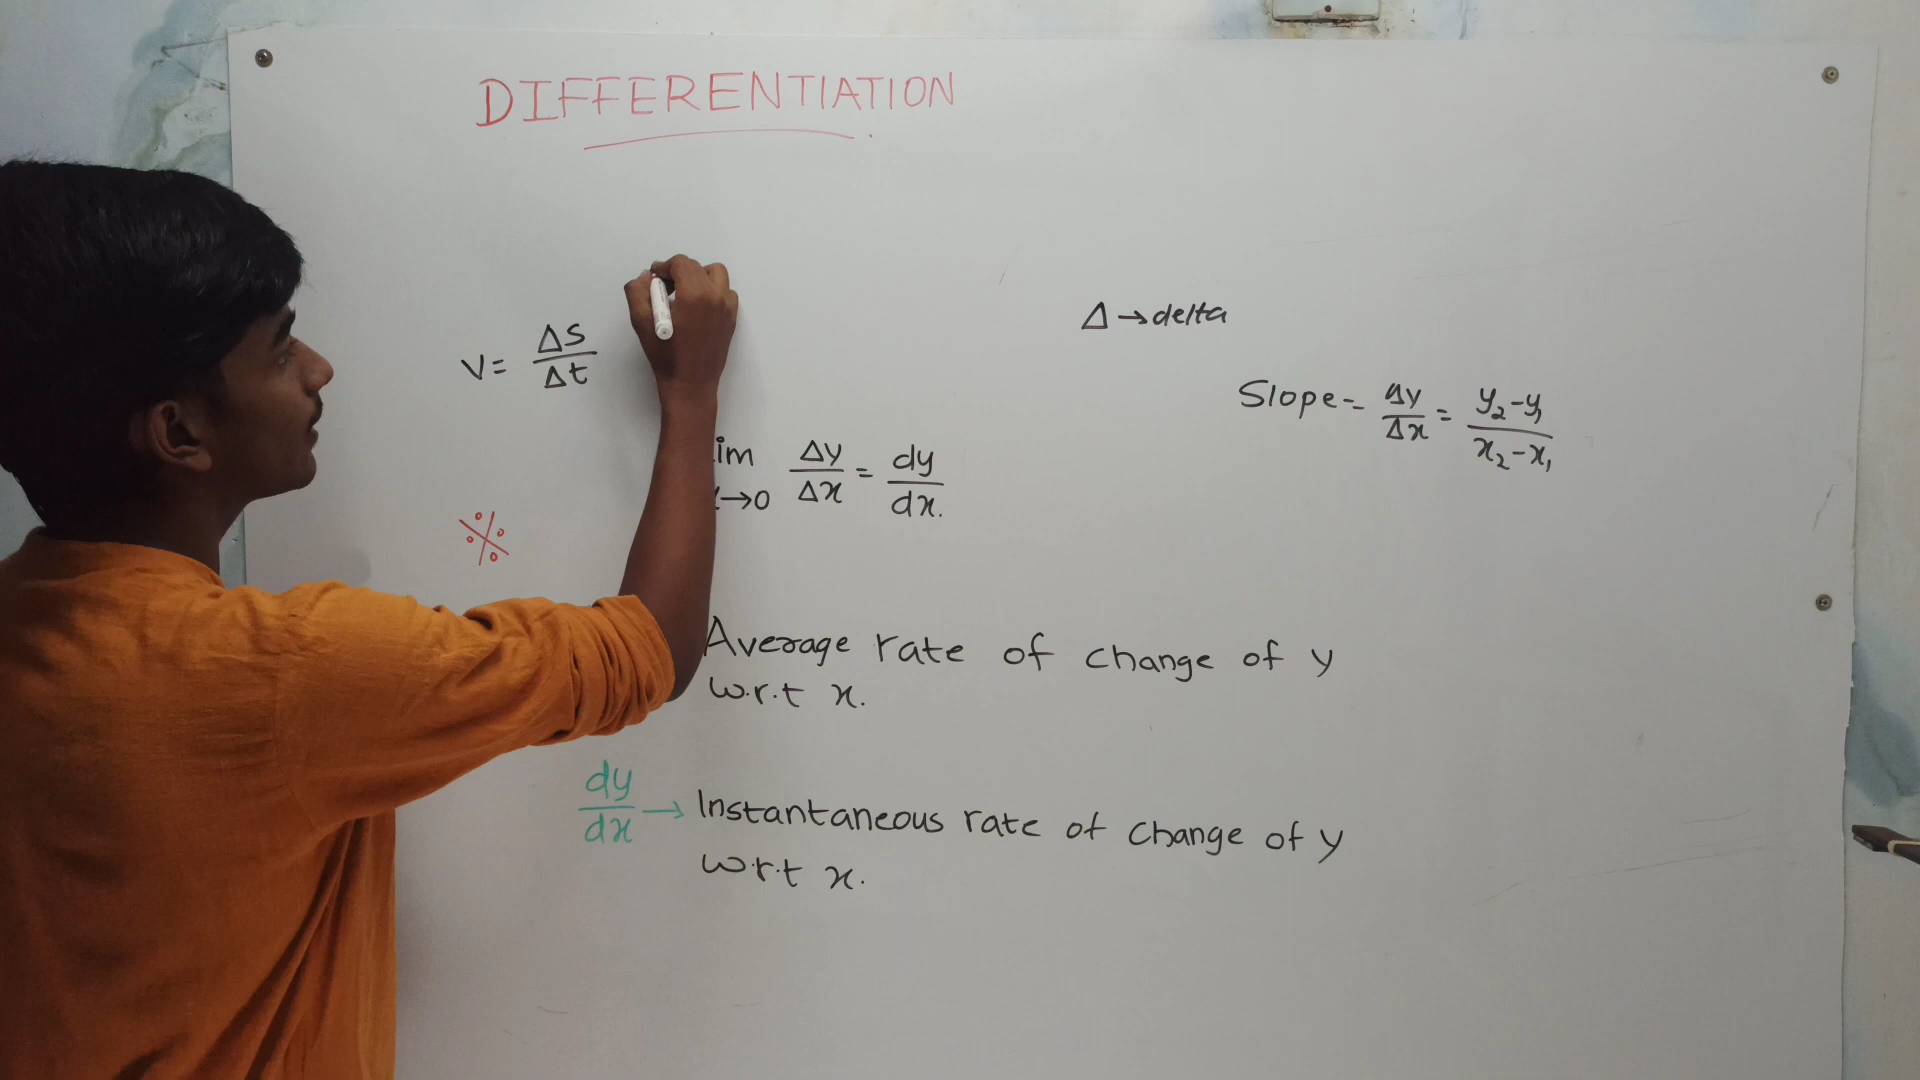 DIFFERENTIATION
Δ → delta
V = ΔS/Δt
Slope = Δy/Δx = y₂-y₁/x₂-x₁
Δy/Δx = dy/dx.
→0
Average rate of change of y
w.r.t x.
dy/dx → Instantaneous rate of change of y
w.r.t x.